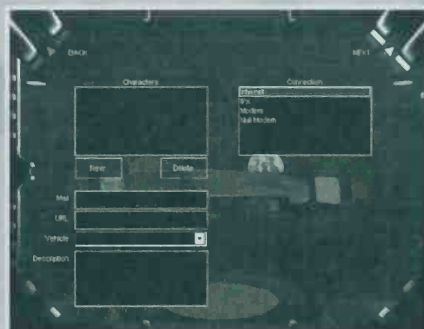 BACK
NEXT
Characters
Connection
Internet
IPX
Modem
Null Modem
New
Delete
Mail
URL
Vehicle
Description